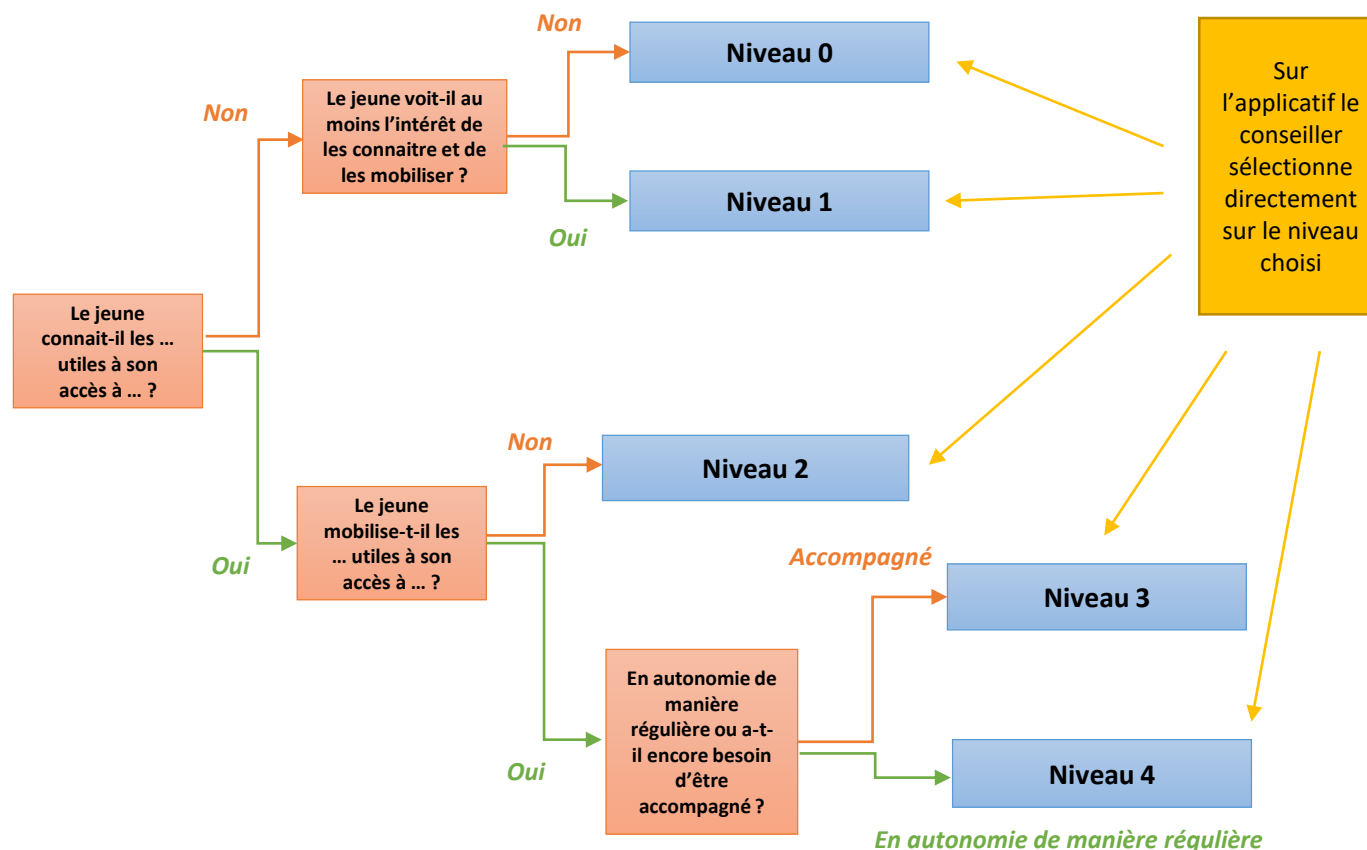 Non
Niveau 0
Sur
l’applicatif le
conseiller
sélectionne
directement
sur le niveau
choisi
Non
Le jeune voit-il au
moins l’intérêt de
les connaitre et de
les mobiliser ?
Niveau 1
Oui
Le jeune
connait-il les …
utiles à son
accès à … ?
Non
Niveau 2
Le jeune
mobilise-t-il les
… utiles à son
accès à … ?
Oui
Accompagné
Niveau 3
En autonomie de
manière
régulière ou a-t-
il encore besoin
d’être
accompagné ?
Oui
Niveau 4
En autonomie de manière régulière